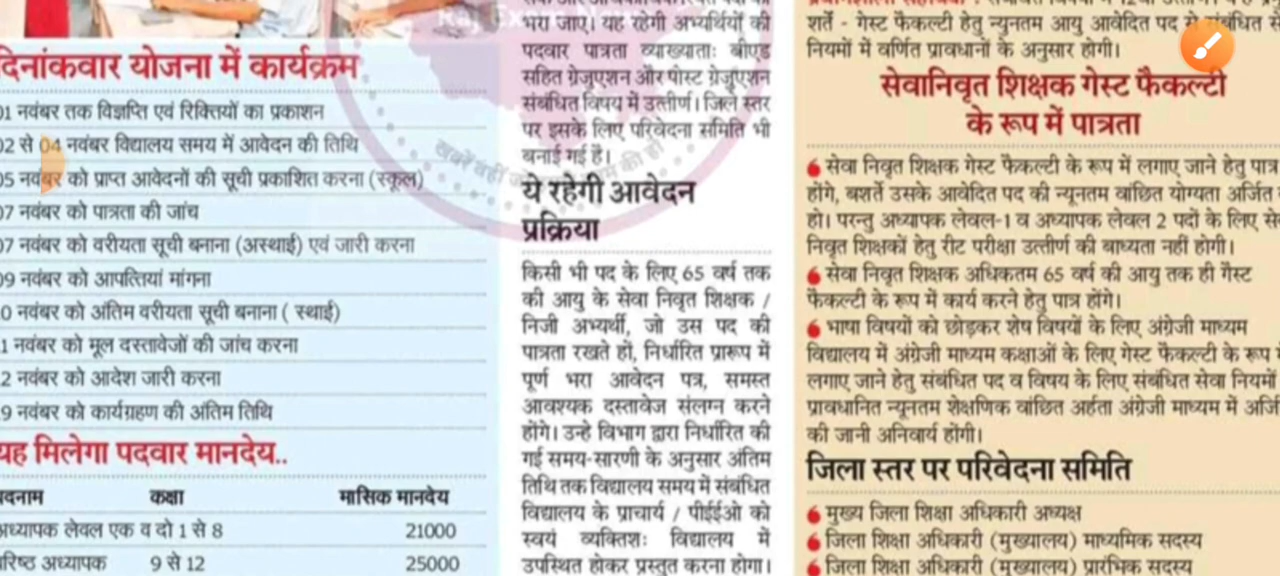 दिनांकवार योजना में कार्यक्रम
01 नवंबर तक विज्ञप्ति एवं रिक्तियों का प्रकाशन
02 से 04 नवंबर विद्यालय समय में आवेदन की तिथि
05 नवंबर को प्राप्त आवेदनों की सूची प्रकाशित करना (स्कूल)
07 नवंबर को पात्रता की जांच
07 नवंबर को वरीयता सूची बनाना (अस्थाई) एवं जारी करना
09 नवंबर को आपत्तियां मांगना
0 नवंबर को अंतिम वरीयता सूची बनाना ( स्थाई)
1 नवंबर को मूल दस्तावेजों की जांच करना
2 नवंबर को आदेश जारी करना
9 नवंबर को कार्यग्रहण की अंतिम तिथि
यह मिलेगा पदवार मानदेय..
पदनाम कक्षा मासिक मानदेय
अध्यापक लेवल एक व दो 1 से 8 21000
वरिष्ठ अध्यापक 9 से 12 25000
भरा जाए। यह रहेगी अभ्यर्थियों की
पदवार पात्रता व्याख्याताः बीएड
सहित ग्रेजुएशन और पोस्ट ग्रेजुएशन
संबंधित विषय में उत्तीर्ण। जिले स्तर
पर इसके लिए परिवेदना समिति भी
बनाई गई है।
ये रहेगी आवेदन
प्रक्रिया
किसी भी पद के लिए 65 वर्ष तक
की आयु के सेवा निवृत शिक्षक /
निजी अभ्यर्थी, जो उस पद की
पात्रता रखते हों, निर्धारित प्रारूप में
पूर्ण भरा आवेदन पत्र, समस्त
आवश्यक दस्तावेज संलग्न करने
होंगे। उन्हे विभाग द्वारा निर्धारित की
गई समय-सारणी के अनुसार अंतिम
तिथि तक विद्यालय समय में संबंधित
विद्यालय के प्राचार्य / पीईईओ को
स्वयं व्यक्तिशः विद्यालय में
उपस्थित होकर प्रस्तुत करना होगा।
शर्ते - गेस्ट फैकल्टी हेतु न्युनतम आयु आवेदित पद से संबंधित से
नियमों में वर्णित प्रावधानों के अनुसार होगी।
सेवानिवृत शिक्षक गेस्ट फैकल्टी
के रूप में पात्रता
सेवा निवृत शिक्षक गेस्ट फैकल्टी के रूप में लगाए जाने हेतु पात्र
होंगे, बशर्ते उसके आवेदित पद की न्यूनतम वांछित योग्यता अर्जित
हो। परन्तु अध्यापक लेवल-1 व अध्यापक लेवल 2 पदों के लिए से
निवृत शिक्षकों हेतु रीट परीक्षा उत्तीर्ण की बाध्यता नहीं होगी।
सेवा निवृत शिक्षक अधिकतम 65 वर्ष की आयु तक ही गैस्ट
फैकल्टी के रूप में कार्य करने हेतु पात्र होंगे।
भाषा विषयों को छोड़कर शेष विषयों के लिए अंग्रेजी माध्यम
विद्यालय में अंग्रेजी माध्यम कक्षाओं के लिए गेस्ट फैकल्टी के रूप
लगाए जाने हेतु संबंधित पद व विषय के लिए संबंधित सेवा नियमों
प्रावधानित न्यूनतम शेक्षणिक वांछित अर्हता अंग्रेजी माध्यम में अर्जि
की जानी अनिवार्य होंगी।
जिला स्तर पर परिवेदना समिति
मुख्य जिला शिक्षा अधिकारी अध्यक्ष
जिला शिक्षा अधिकारी (मुख्यालय) माध्यमिक सदस्य
जिला शिक्षा अधिकारी (मुख्यालय) प्रारंभिक सदस्य